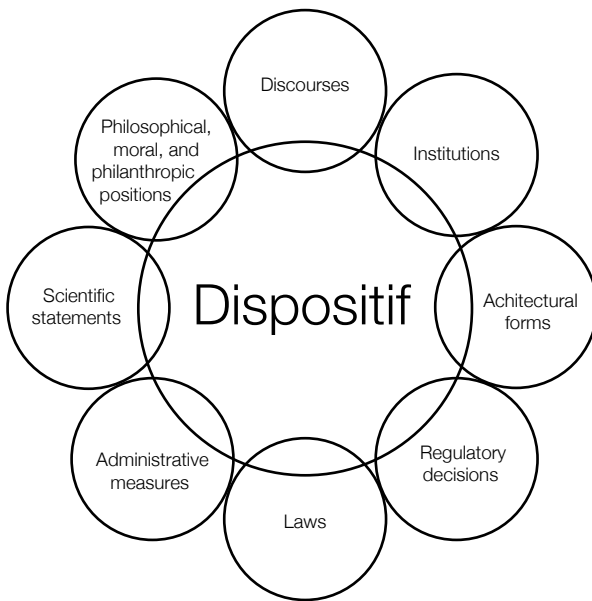 Discourses
Institutions
Achitectural
forms
Regulatory
decisions
Laws
Administrative
measures
Scientific
statements
Philosophical,
moral, and
philanthropic
positions
Dispositif